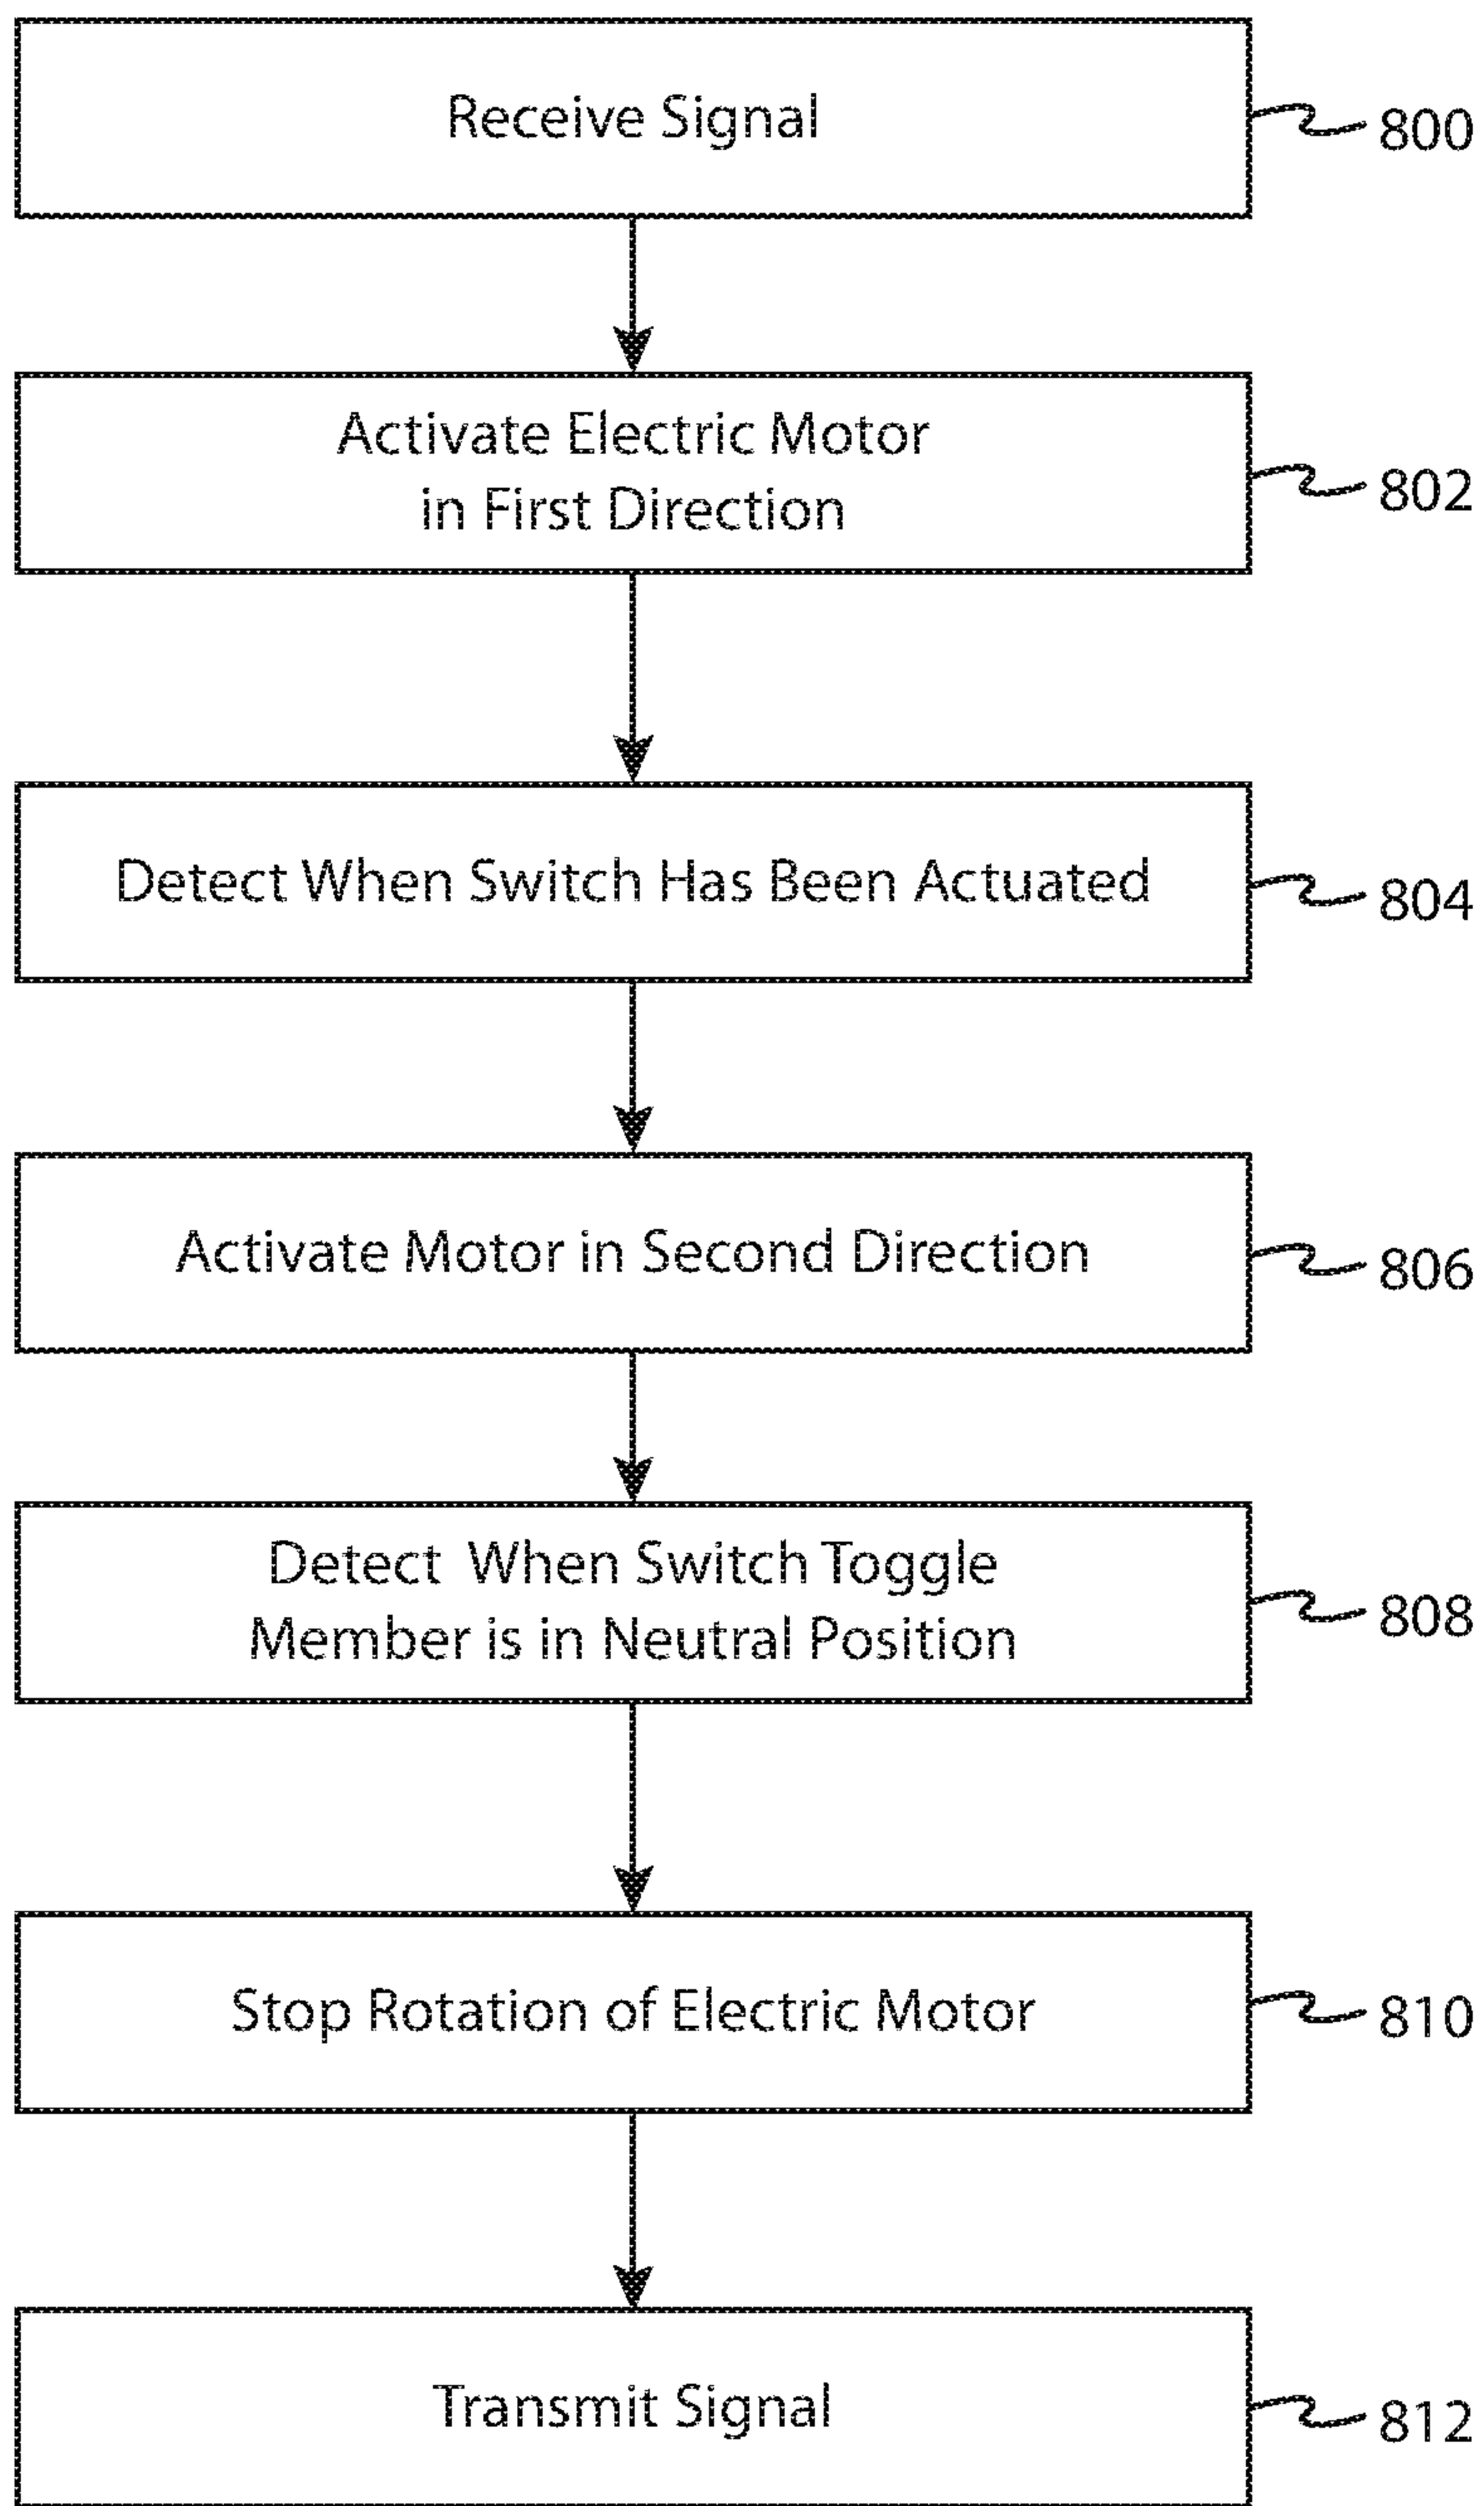 Receive Signal
800
Activate Electric Motor
in First Direction
802
Detect When Switch Has Been Actuated
804
Activate Motor in Second Direction
806
Detect When Switch Toggle
Member is in Neutral Position
808
Stop Rotation of Electric Motor
810
Transmit Signal
812